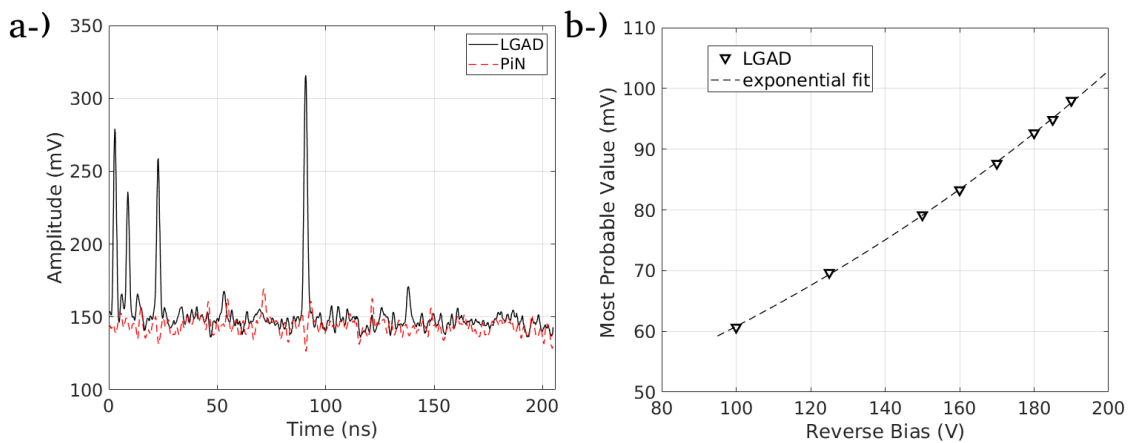 a-)
350
300
250
200
150
100
Amplitude (mV)
0
50
100
150
200
Time (ns)
LGAD
PiN
b-)
110
100
90
80
70
60
50
Most Probable Value (mV)
80
100
120
140
160
180
200
Reverse Bias (V)
LGAD
exponential fit